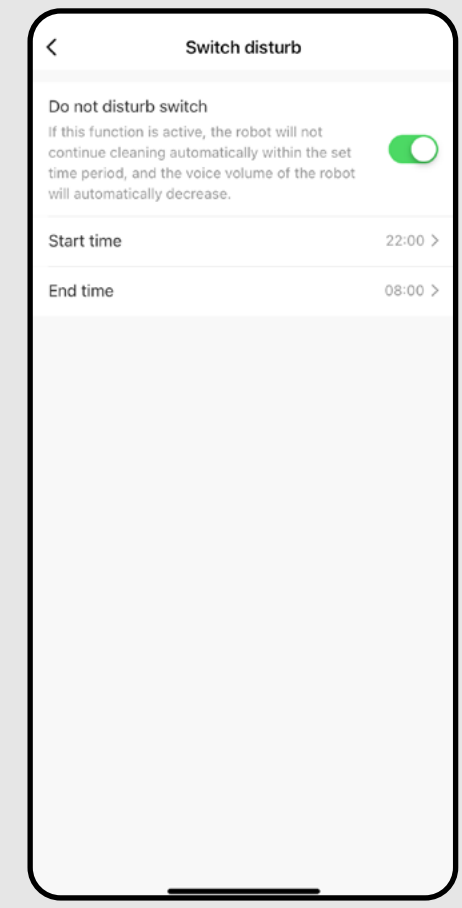 Switch disturb
Do not disturb switch
If this function is active, the robot will not
continue cleaning automatically within the set
time period, and the voice volume of the robot
will automatically decrease.
Start time 22:00 >
End time 08:00 >